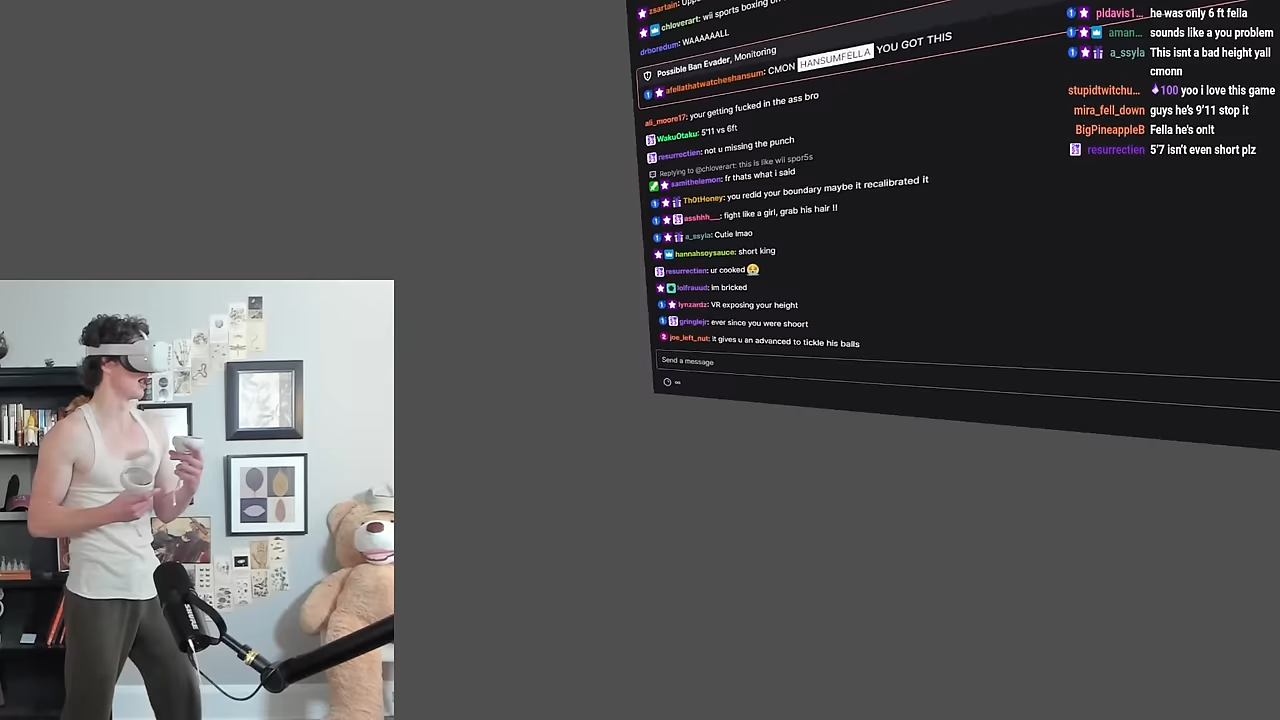 zsartain: Uppe
chloverart: wii sports boxing
drboredum: WAAAAAALL
Possible Ban Evader, Monitoring
afellathatwatcheshansum: CMON HANSUMFELLA YOU GOT THIS
ali_moore17: your getting fucked in the ass bro
WakuOtaku: 5'11 vs 6ft
resurrectien: not u missing the punch
Replying to @chloverart: this is like wii spor5s
samithelemon: fr thats what i said
Th0tHoney: you redid your boundary maybe it recalibrated it
asshhh___: fight like a girl, grab his hair !!
a_ssyla: Cutie lmao
hannahsoysauce: short king
resurrectien: ur cooked
lolfrauud: im bricked
lynzardz: VR exposing your height
gringlejr: ever since you were shoort
joe_left_nut: it gives u an advanced to tickle his balls
Send a message
pldavis1... he was only 6 ft fella
aman... sounds like a you problem
a_ssyla This isnt a bad height yall
cmonn
stupidtwitchu... 100 yoo i love this game
mira_fell_down guys he's 9'11 stop it
BigPineappleB Fella he's on!t
resurrectien 5'7 isn't even short plz